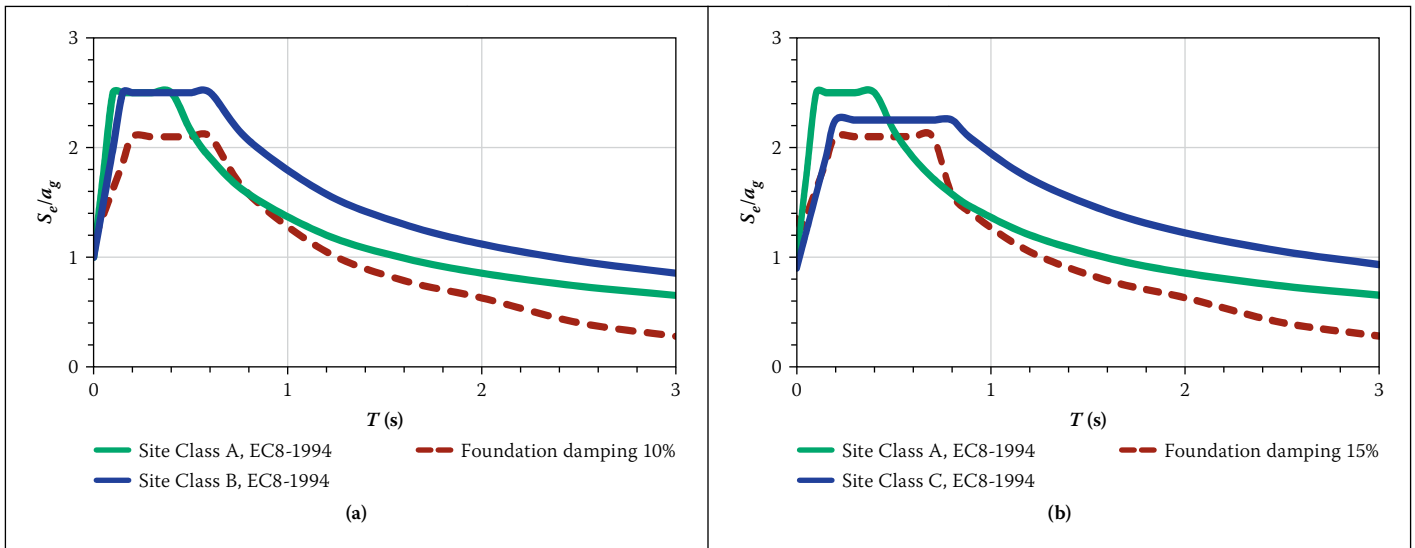 3
2
1
0
S_e/a_g
0 1 2 3
T (s)
Site Class A, EC8-1994 Foundation damping 10%
Site Class B, EC8-1994
(a)
3
2
1
0
S_e/a_g
0 1 2 3
T (s)
Site Class A, EC8-1994 Foundation damping 15%
Site Class C, EC8-1994
(b)